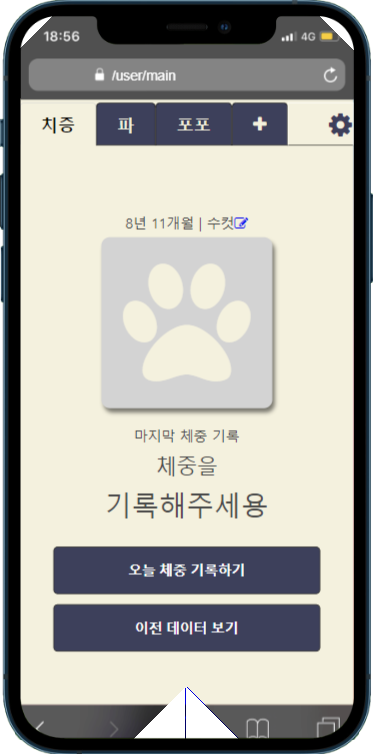 18:56 4G
/user/main
치증 파 포포 +
8년 11개월 | 수컷
마지막 체중 기록
체중을
기록해주세용
오늘 체중 기록하기
이전 데이터 보기